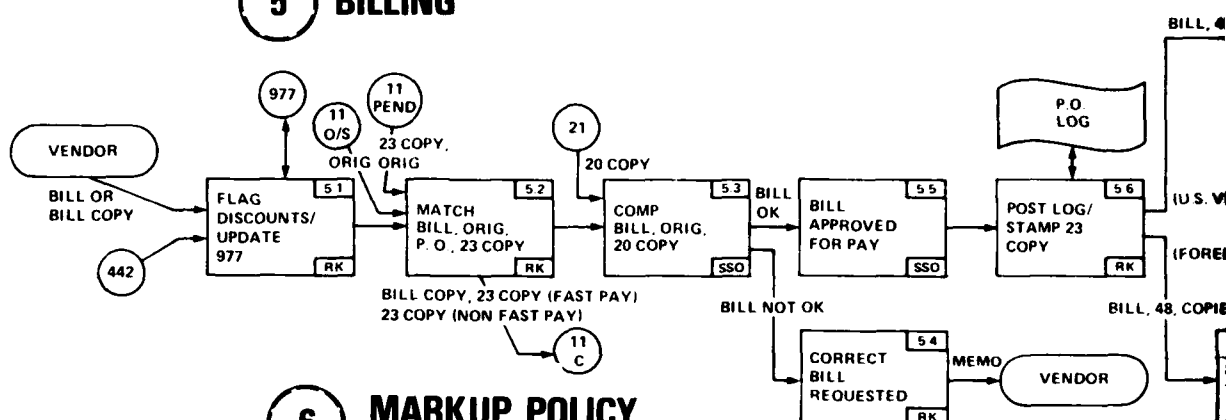 5 BILLING
BILL, 4
977
11
PEND
11
O/S
21
P.O.
LOG
VENDOR
23 COPY,
ORIG ORIG
20 COPY
BILL OR
BILL COPY
5 1
FLAG
DISCOUNTS/
UPDATE
977
RK
5.2
MATCH
BILL, ORIG,
P. O., 23 COPY
RK
5.3
COMP
BILL, ORIG,
20 COPY
SSO
BILL
OK
5 5
BILL
APPROVED
FOR PAY
SSO
5 6
POST LOG/
STAMP 23
COPY
RK
(U.S.
442
BILL COPY, 23 COPY (FAST PAY)
23 COPY (NON FAST PAY)
BILL NOT OK
BILL, 48,
11
C
5 4
CORRECT
BILL
REQUESTED
RK
MEMO
VENDOR
6 MARKUP POLICY